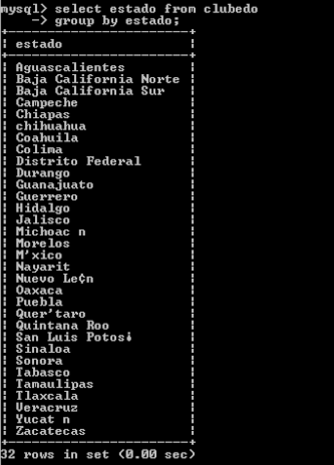 mysql> select estado from clubedo
    -> group by estado;
+-----------------------+
| estado                |
+-----------------------+
| Aguascalientes        |
| Baja California Norte |
| Baja California Sur   |
| Campeche              |
| Chiapas               |
| chihuahua             |
| Coahuila              |
| Colima                |
| Distrito Federal      |
| Durango               |
| Guanajuato            |
| Guerrero              |
| Hidalgo               |
| Jalisco               |
| Michoac n             |
| Morelos               |
| M'xico                |
| Nayarit               |
| Nuevo Le¢n            |
| Oaxaca                |
| Puebla                |
| Quer'taro             |
| Quintana Roo          |
| San Luis Potos¡       |
| Sinaloa               |
| Sonora                |
| Tabasco               |
| Tamaulipas            |
| Tlaxcala              |
| Veracruz              |
| Yucat n               |
| Zacatecas             |
+-----------------------+
32 rows in set (0.00 sec)